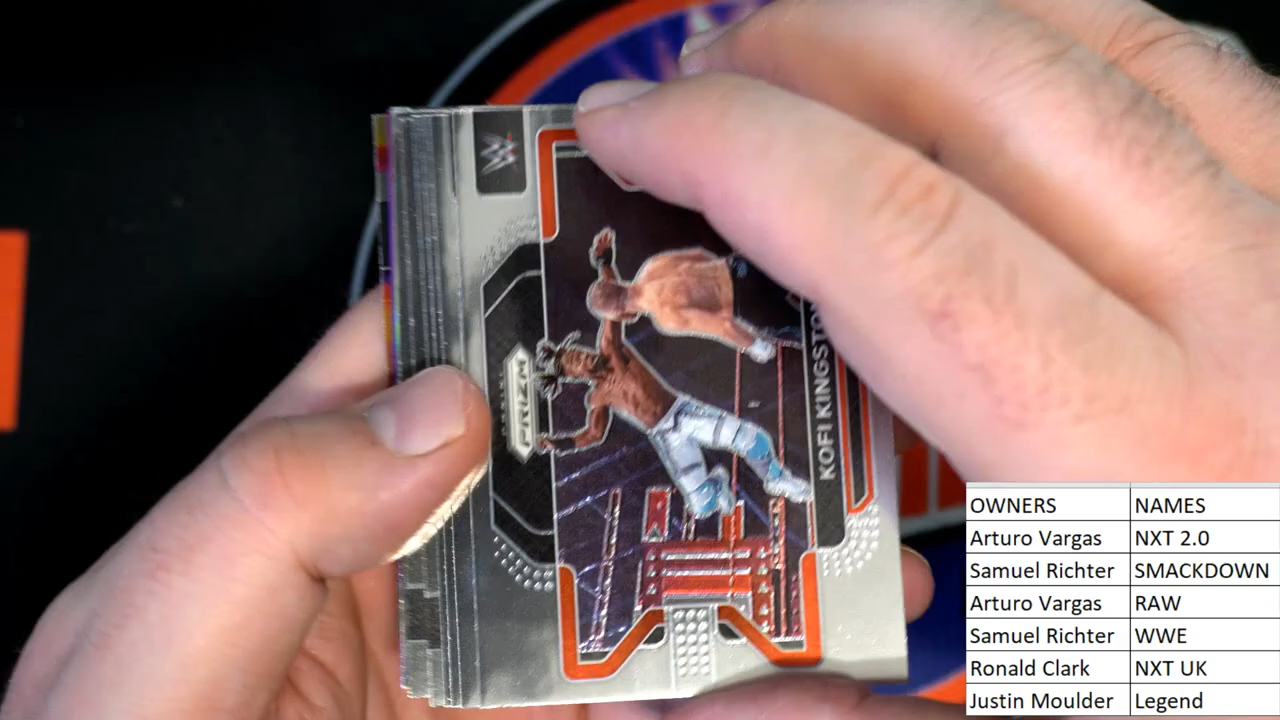 W
PANINI
PRIZM
KOFI KINGSTON
OWNERS NAMES
Arturo Vargas NXT 2.0
Samuel Richter SMACKDOWN
Arturo Vargas RAW
Samuel Richter WWE
Ronald Clark NXT UK
Justin Moulder Legend